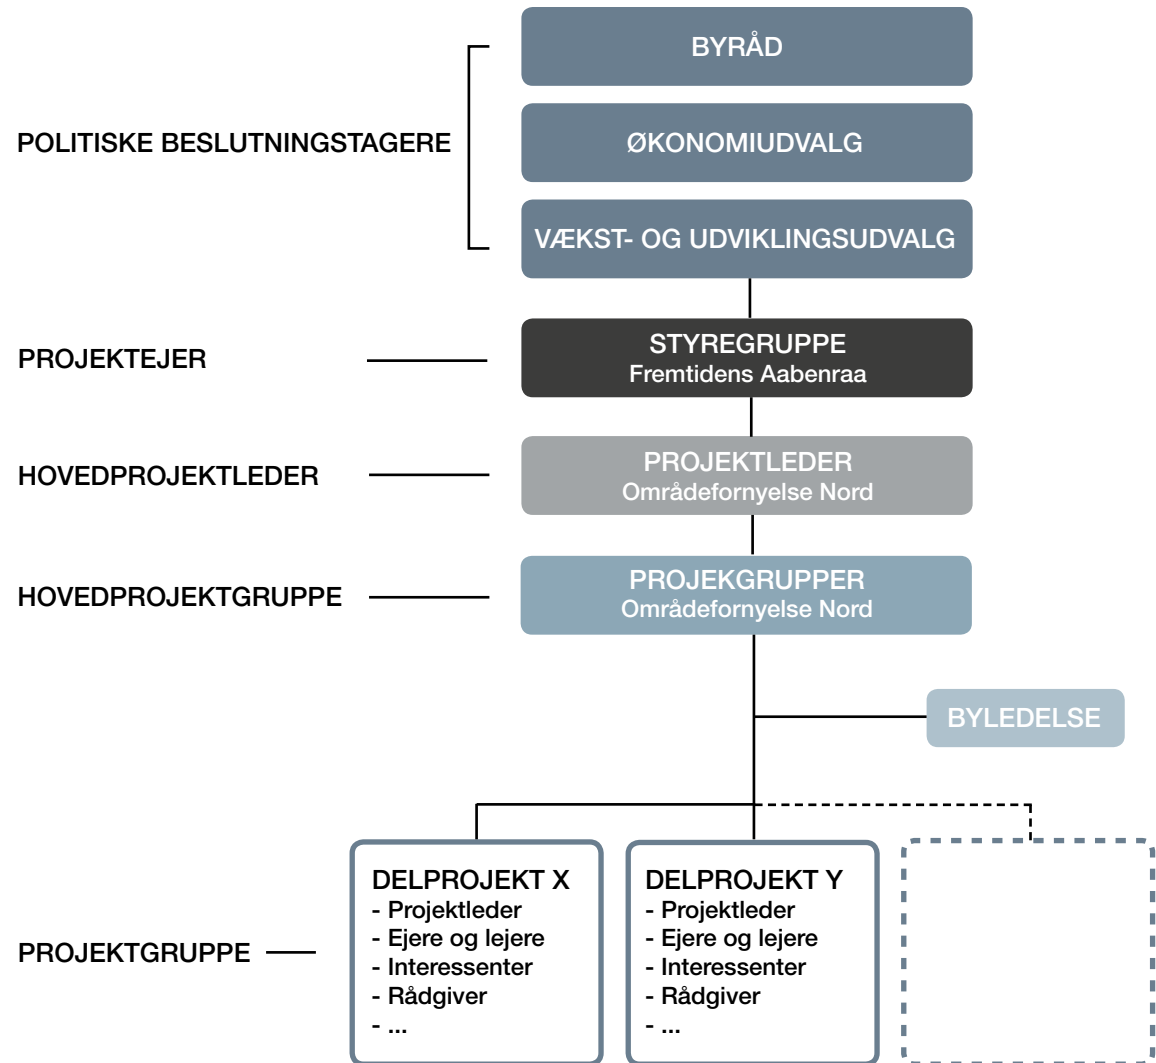 BYRÅD
POLITISKE BESLUTNINGSTAGERE
ØKONOMIUDVALG
VÆKST- OG UDVIKLINGSUDVALG
PROJEKTEJER
STYREGRUPPE
Fremtidens Aabenraa
HOVEDPROJEKTLEDER
PROJEKTLEDER
Områdefornyelse Nord
HOVEDPROJEKTGRUPPE
PROJEKGRUPPER
Områdefornyelse Nord
BYLEDELSE
PROJEKTGRUPPE
DELPROJEKT X
- Projektleder
- Ejere og lejere
- Interessenter
- Rådgiver
- ...
DELPROJEKT Y
- Projektleder
- Ejere og lejere
- Interessenter
- Rådgiver
- ...